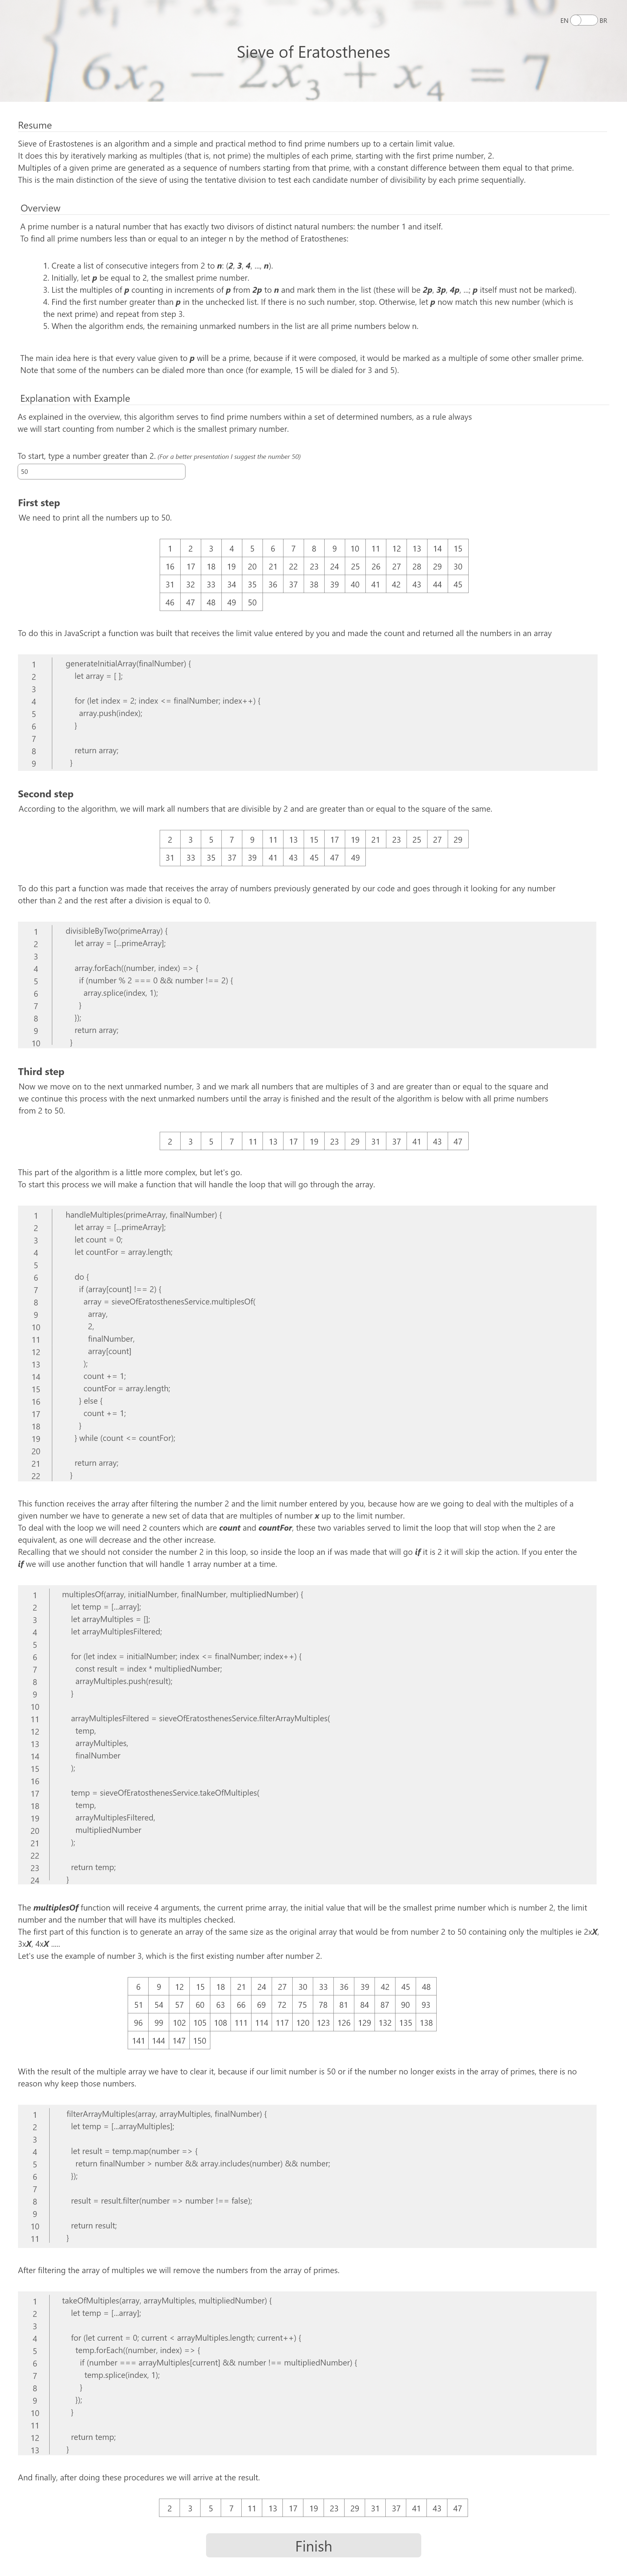 EN BR
6x₂ − 2x₃ + x₄ = 7
Sieve of Eratosthenes
Resume
Sieve of Erastostenes is an algorithm and a simple and practical method to find prime numbers up to a certain limit value.
It does this by iteratively marking as multiples (that is, not prime) the multiples of each prime, starting with the first prime number, 2.
Multiples of a given prime are generated as a sequence of numbers starting from that prime, with a constant difference between them equal to that prime.
This is the main distinction of the sieve of using the tentative division to test each candidate number of divisibility by each prime sequentially.
Overview
A prime number is a natural number that has exactly two divisors of distinct natural numbers: the number 1 and itself.
To find all prime numbers less than or equal to an integer n by the method of Eratosthenes:
1. Create a list of consecutive integers from 2 to n: (2, 3, 4, .., n).
2. Initially, let p be equal to 2, the smallest prime number.
3. List the multiples of p counting in increments of p from 2p to n and mark them in the list (these will be 2p, 3p, 4p, ..; p itself must not be marked).
4. Find the first number greater than p in the unchecked list. If there is no such number, stop. Otherwise, let p now match this new number (which is
the next prime) and repeat from step 3.
5. When the algorithm ends, the remaining unmarked numbers in the list are all prime numbers below n.
The main idea here is that every value given to p will be a prime, because if it were composed, it would be marked as a multiple of some other smaller prime.
Note that some of the numbers can be dialed more than once (for example, 15 will be dialed for 3 and 5).
Explanation with Example
As explained in the overview, this algorithm serves to find prime numbers within a set of determined numbers, as a rule always
we will start counting from number 2 which is the smallest primary number.
To start, type a number greater than 2. (For a better presentation I suggest the number 50)
50
First step
We need to print all the numbers up to 50.
1 2 3 4 5 6 7 8 9 10 11 12 13 14 15
16 17 18 19 20 21 22 23 24 25 26 27 28 29 30
31 32 33 34 35 36 37 38 39 40 41 42 43 44 45
46 47 48 49 50
To do this in JavaScript a function was built that receives the limit value entered by you and made the count and returned all the numbers in an array
1 generateInitialArray(finalNumber) {
2 let array = [ ];
3
4 for (let index = 2; index <= finalNumber; index++) {
5 array.push(index);
6 }
7
8 return array;
9 }
Second step
According to the algorithm, we will mark all numbers that are divisible by 2 and are greater than or equal to the square of the same.
2 3 5 7 9 11 13 15 17 19 21 23 25 27 29
31 33 35 37 39 41 43 45 47 49
To do this part a function was made that receives the array of numbers previously generated by our code and goes through it looking for any number
other than 2 and the rest after a division is equal to 0.
1 divisibleByTwo(primeArray) {
2 let array = [...primeArray];
3
4 array.forEach((number, index) => {
5 if (number % 2 === 0 && number !== 2) {
6 array.splice(index, 1);
7 }
8 });
9 return array;
10 }
Third step
Now we move on to the next unmarked number, 3 and we mark all numbers that are multiples of 3 and are greater than or equal to the square and
we continue this process with the next unmarked numbers until the array is finished and the result of the algorithm is below with all prime numbers
from 2 to 50.
2 3 5 7 11 13 17 19 23 29 31 37 41 43 47
This part of the algorithm is a little more complex, but let's go.
To start this process we will make a function that will handle the loop that will go through the array.
1 handleMultiples(primeArray, finalNumber) {
2 let array = [...primeArray];
3 let count = 0;
4 let countFor = array.length;
5
6 do {
7 if (array[count] !== 2) {
8 array = sieveOfEratosthenesService.multiplesOf(
9 array,
10 2,
11 finalNumber,
12 array[count]
13 );
14 count += 1;
15 countFor = array.length;
16 } else {
17 count += 1;
18 }
19 } while (count <= countFor);
20
21 return array;
22 }
This function receives the array after filtering the number 2 and the limit number entered by you, because how are we going to deal with the multiples of a
given number we have to generate a new set of data that are multiples of number x up to the limit number.
To deal with the loop we will need 2 counters which are count and countFor, these two variables served to limit the loop that will stop when the 2 are
equivalent, as one will decrease and the other increase.
Recalling that we should not consider the number 2 in this loop, so inside the loop an if was made that will go if it is 2 it will skip the action. If you enter the
if we will use another function that will handle 1 array number at a time.
1 multiplesOf(array, initialNumber, finalNumber, multipliedNumber) {
2 let temp = [...array];
3 let arrayMultiples = [];
4 let arrayMultiplesFiltered;
5
6 for (let index = initialNumber; index <= finalNumber; index++) {
7 const result = index * multipliedNumber;
8 arrayMultiples.push(result);
9 }
10
11 arrayMultiplesFiltered = sieveOfEratosthenesService.filterArrayMultiples(
12 temp,
13 arrayMultiples,
14 finalNumber
15 );
16
17 temp = sieveOfEratosthenesService.takeOfMultiples(
18 temp,
19 arrayMultiplesFiltered,
20 multipliedNumber
21 );
22
23 return temp;
24 }
The multiplesOf function will receive 4 arguments, the current prime array, the initial value that will be the smallest prime number which is number 2, the limit
number and the number that will have its multiples checked.
The first part of this function is to generate an array of the same size as the original array that would be from number 2 to 50 containing only the multiples ie 2xX,
3xX, 4xX ....
Let's use the example of number 3, which is the first existing number after number 2.
6 9 12 15 18 21 24 27 30 33 36 39 42 45 48
51 54 57 60 63 66 69 72 75 78 81 84 87 90 93
96 99 102 105 108 111 114 117 120 123 126 129 132 135 138
141 144 147 150
With the result of the multiple array we have to clear it, because if our limit number is 50 or if the number no longer exists in the array of primes, there is no
reason why keep those numbers.
1 filterArrayMultiples(array, arrayMultiples, finalNumber) {
2 let temp = [...arrayMultiples];
3
4 let result = temp.map(number => {
5 return finalNumber > number && array.includes(number) && number;
6 });
7
8 result = result.filter(number => number !== false);
9
10 return result;
11 }
After filtering the array of multiples we will remove the numbers from the array of primes.
1 takeOfMultiples(array, arrayMultiples, multipliedNumber) {
2 let temp = [...array];
3
4 for (let current = 0; current < arrayMultiples.length; current++) {
5 temp.forEach((number, index) => {
6 if (number === arrayMultiples[current] && number !== multipliedNumber) {
7 temp.splice(index, 1);
8 }
9 });
10 }
11
12 return temp;
13 }
And finally, after doing these procedures we will arrive at the result.
2 3 5 7 11 13 17 19 23 29 31 37 41 43 47
Finish